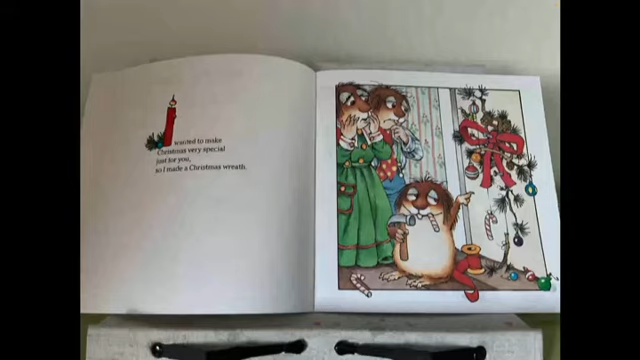 I wanted to make
Christmas very special
just for you,
so I made a Christmas wreath.